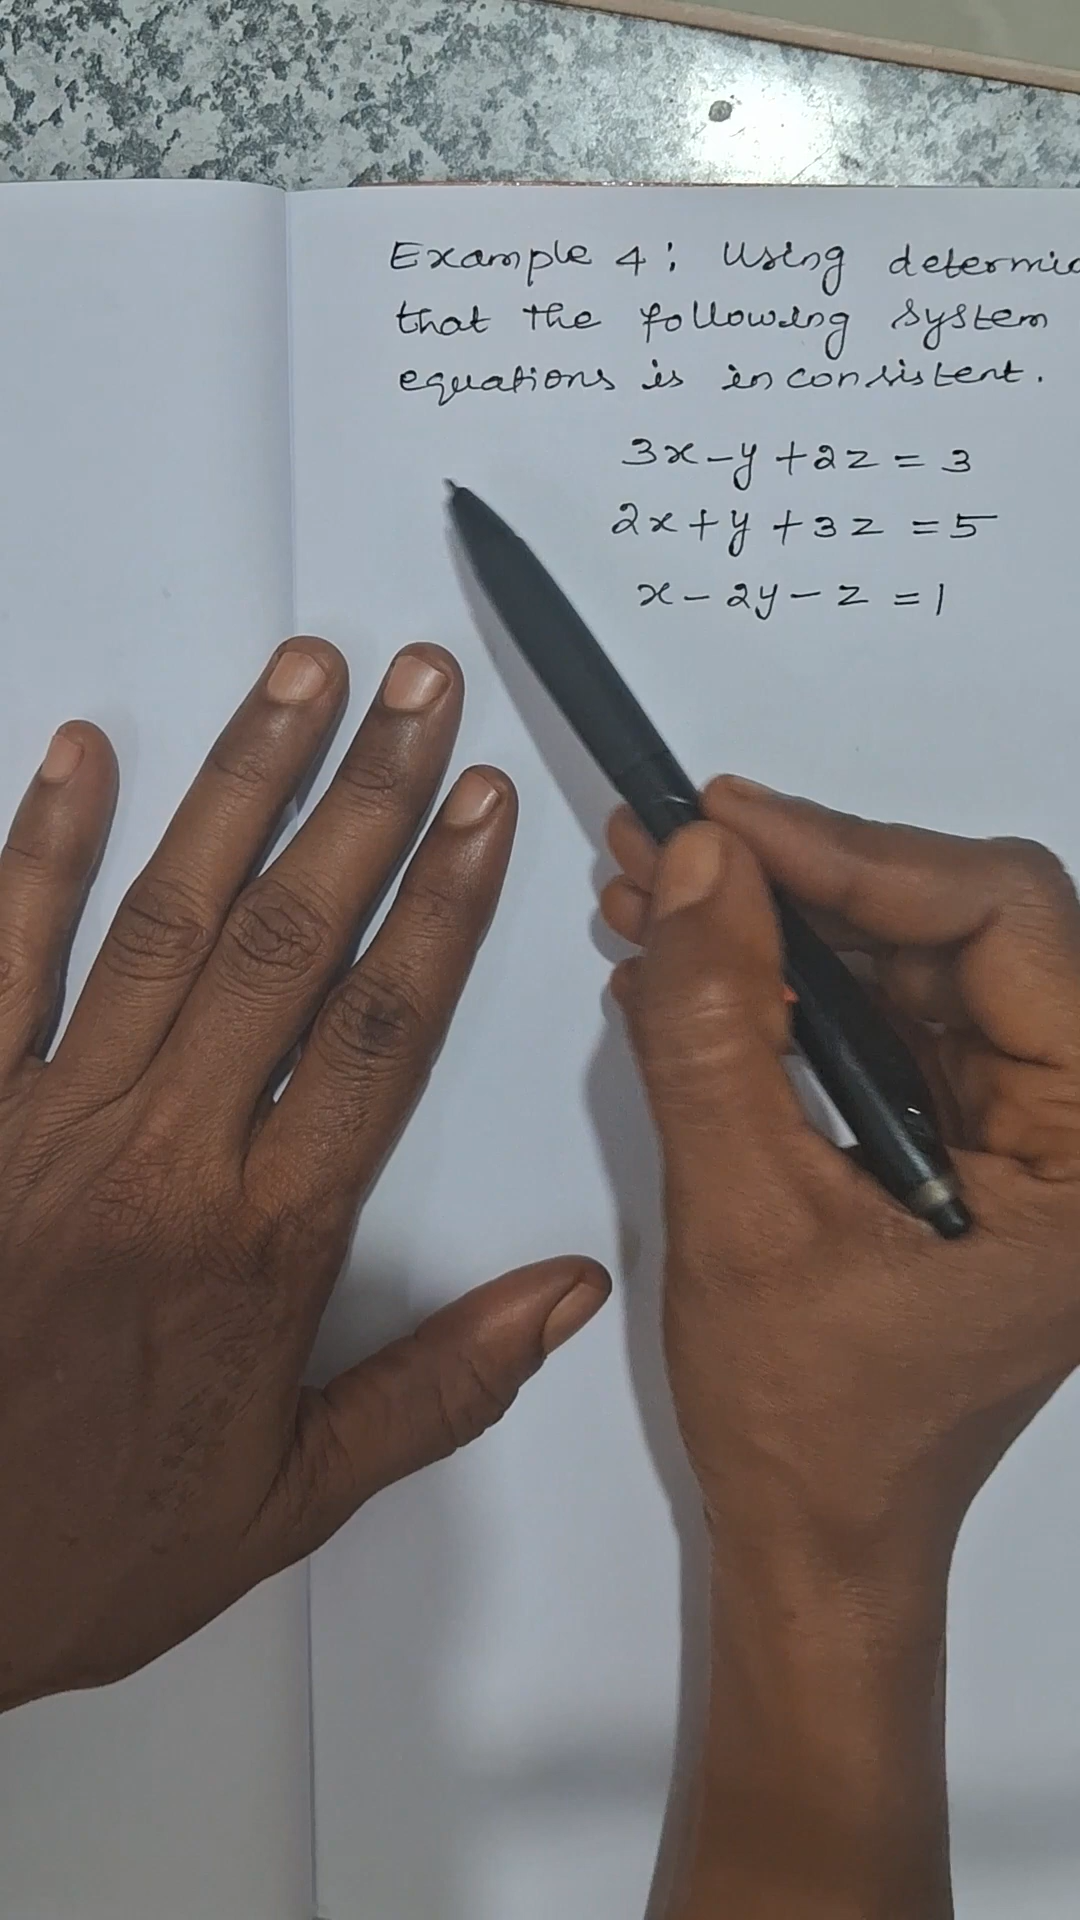 Example 4: Using
that the following system
equations is inconsistent.
3x-y+2z=3
2x+y+3z=5
x-2y-z=1